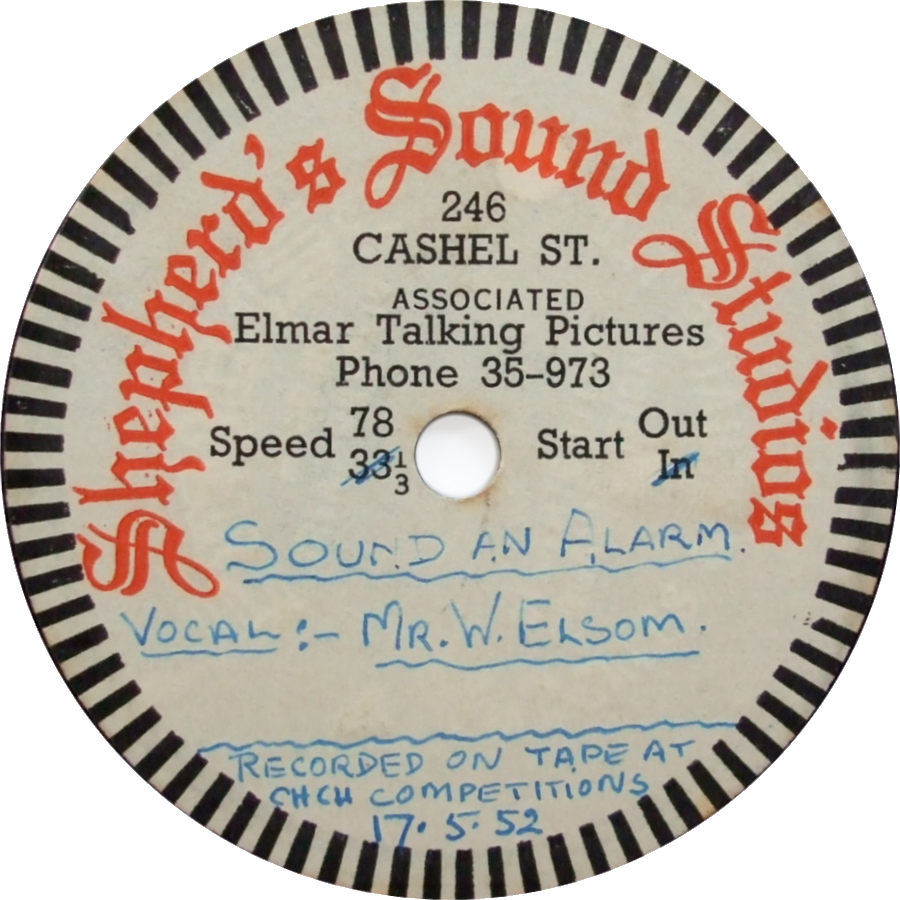 Shepherd's Sound Studios
246
CASHEL ST.
ASSOCIATED
Elmar Talking Pictures
Phone 35-973
Speed 78 33⅓
Start Out In
SOUND AN ALARM.
VOCAL:- MR. W. ELSOM.
RECORDED ON TAPE AT
CHCH COMPETITIONS
17. 5. 52